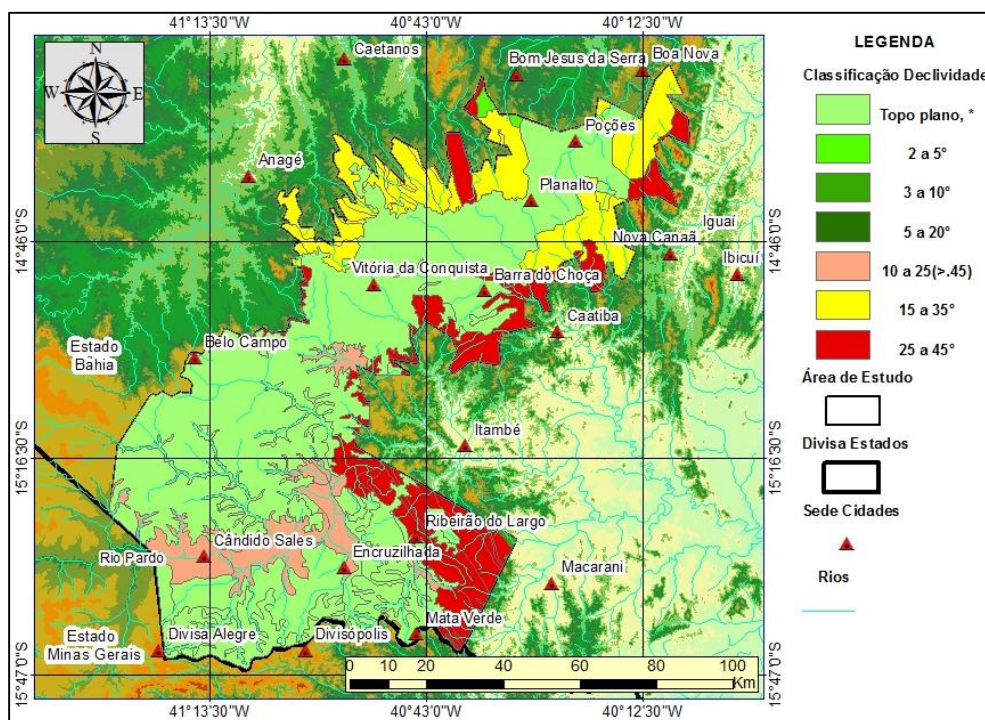 41°13'30"W
40°43'0"W
40°12'30"W
N
W
E
S
Caetanos
Bom Jesus da Serra
Boa Nova
Poções
Anagé
Planalto
14°46'0"S
14°46'0"S
Nova Canaã
Iguaí
Ibicuí
Vitória da Conquista
Barra do Choça
Caatiba
Estado
Bahia
Belo Campo
Itambé
15°16'30"S
15°16'30"S
Ribeirão do Largo
Rio Pardo
Cândido Sales
Encruzilhada
Macarani
Mata Verde
Estado
Minas Gerais
Divisa Alegre
Divisópolis
0 10 20 40 60 80 100
Km
15°47'0"S
15°47'0"S
41°13'30"W
40°43'0"W
40°12'30"W
LEGENDA
Classificação Declividade
Topo plano, *
2 a 5°
3 a 10°
5 a 20°
10 a 25(>.45)
15 a 35°
25 a 45°
Área de Estudo
Divisa Estados
Sede Cidades
Rios